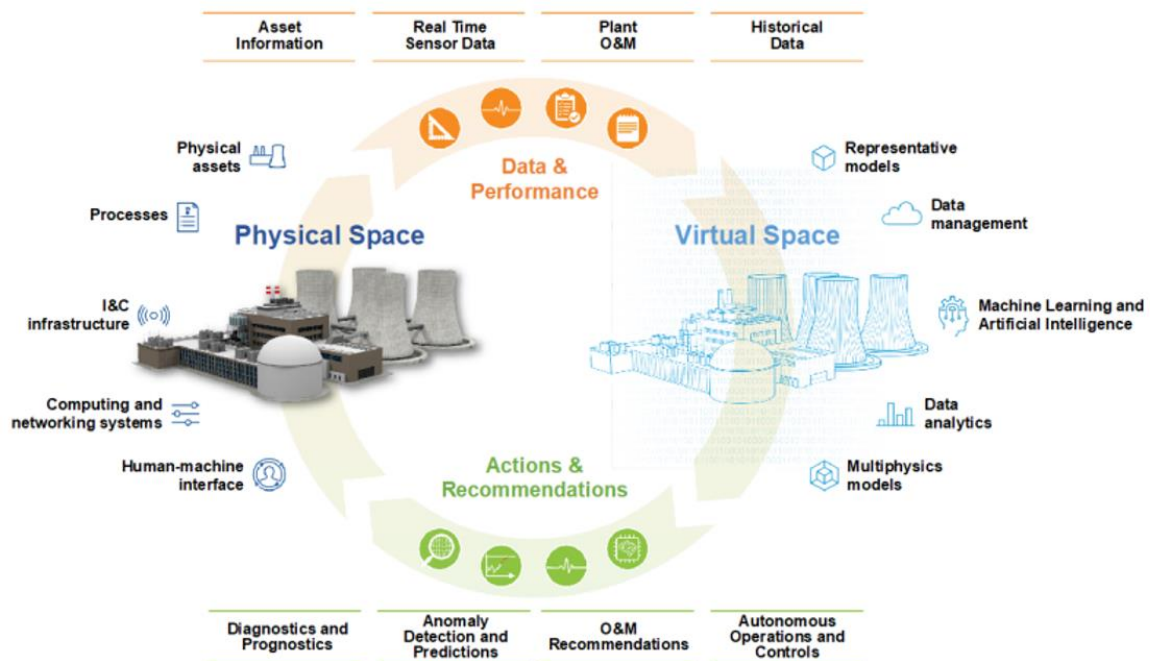 Asset
Information
Real Time
Sensor Data
Plant
O&M
Historical
Data
Data &
Performance
Physical
assets
Processes
I&C
infrastructure
Computing and
networking systems
Human-machine
interface
Physical Space
Virtual Space
Representative
models
Data
management
Machine Learning and
Artificial Intelligence
Data
analytics
Multiphysics
models
Actions &
Recommendations
Diagnostics and
Prognostics
Anomaly
Detection and
Predictions
O&M
Recommendations
Autonomous
Operations and
Controls